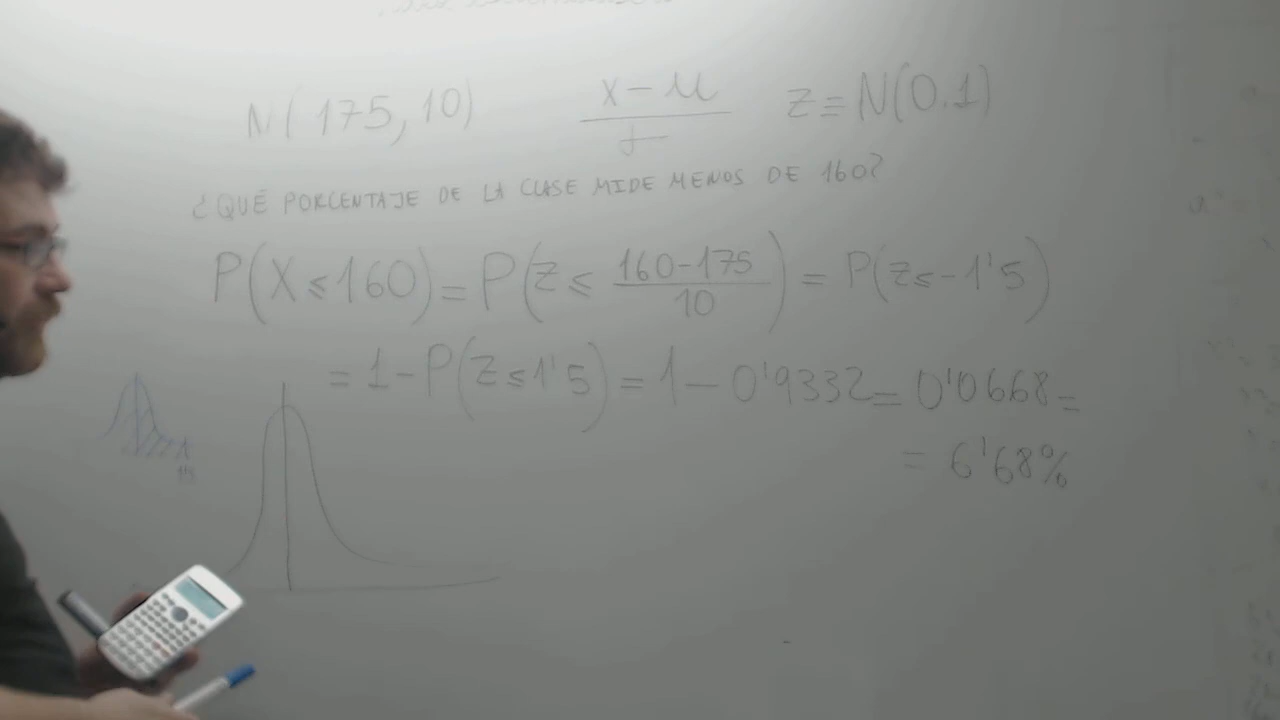 N(175,10) x-μ/σ z≡N(0.1)
¿QUÉ PORCENTAJE DE LA CLASE MIDE MENOS DE 160?
P(X≤160)=P(z≤ 160-175/10)=P(z≤-1'5)
=1-P(z≤1'5)=1-0'9332=0'0668=
=6'68%